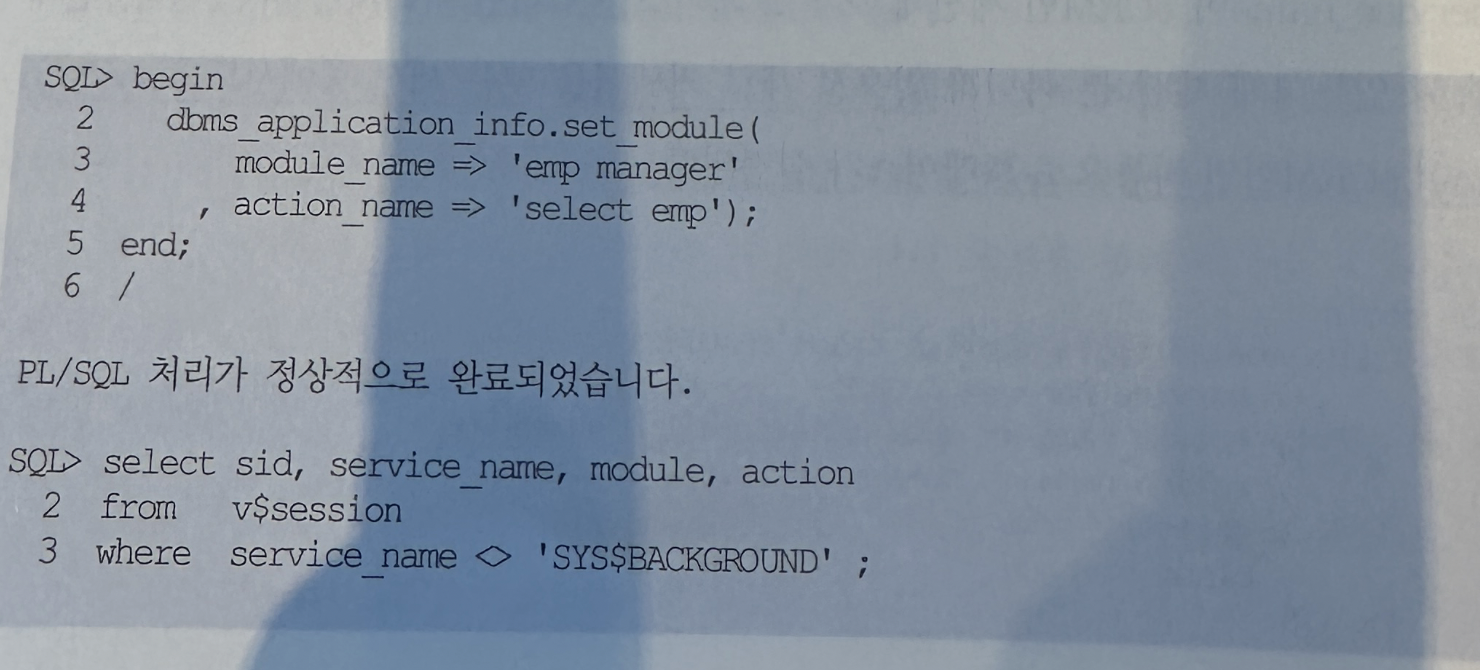 SQL> begin
2 dbms_application_info.set_module(
3 module_name => 'emp manager'
4 , action_name => 'select emp');
5 end;
6 /
PL/SQL 처리가 정상적으로 완료되었습니다.
SQL> select sid, service_name, module, action
2 from v$session
3 where service_name <> 'SYS$BACKGROUND' ;